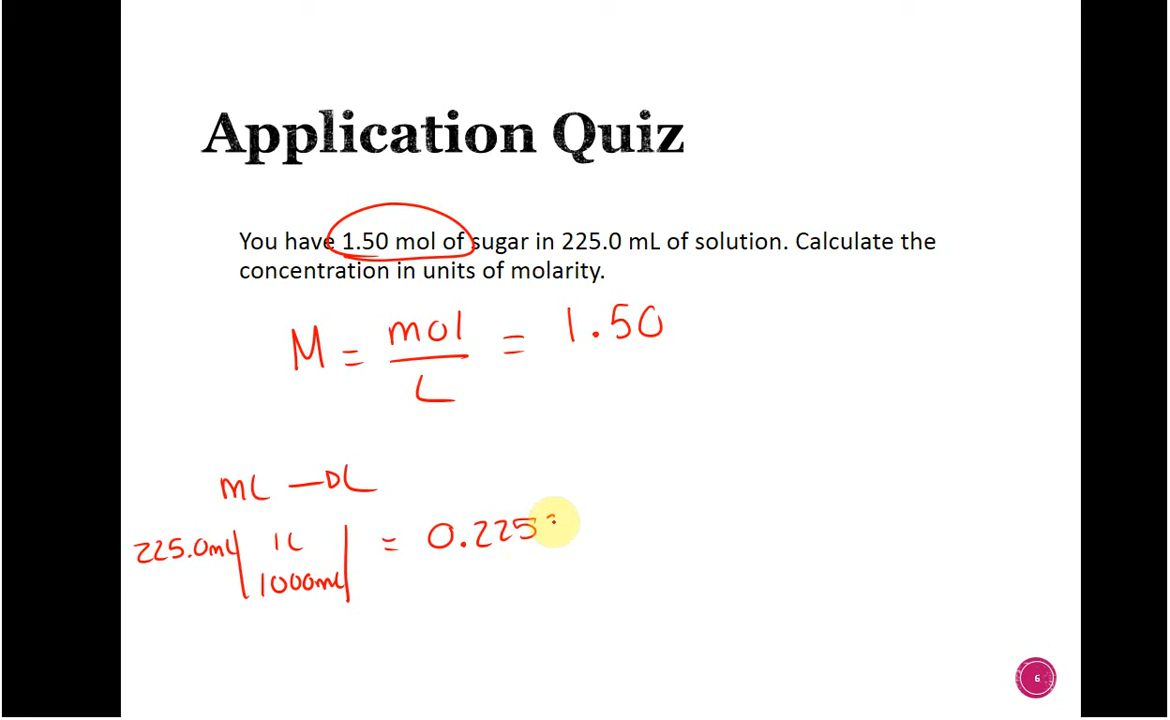 Application Quiz
You have 1.50 mol of sugar in 225.0 mL of solution. Calculate the
concentration in units of molarity.
M = mol / L = 1.50
mL → L
225.0mL | 1L / 1000mL | = 0.225
6